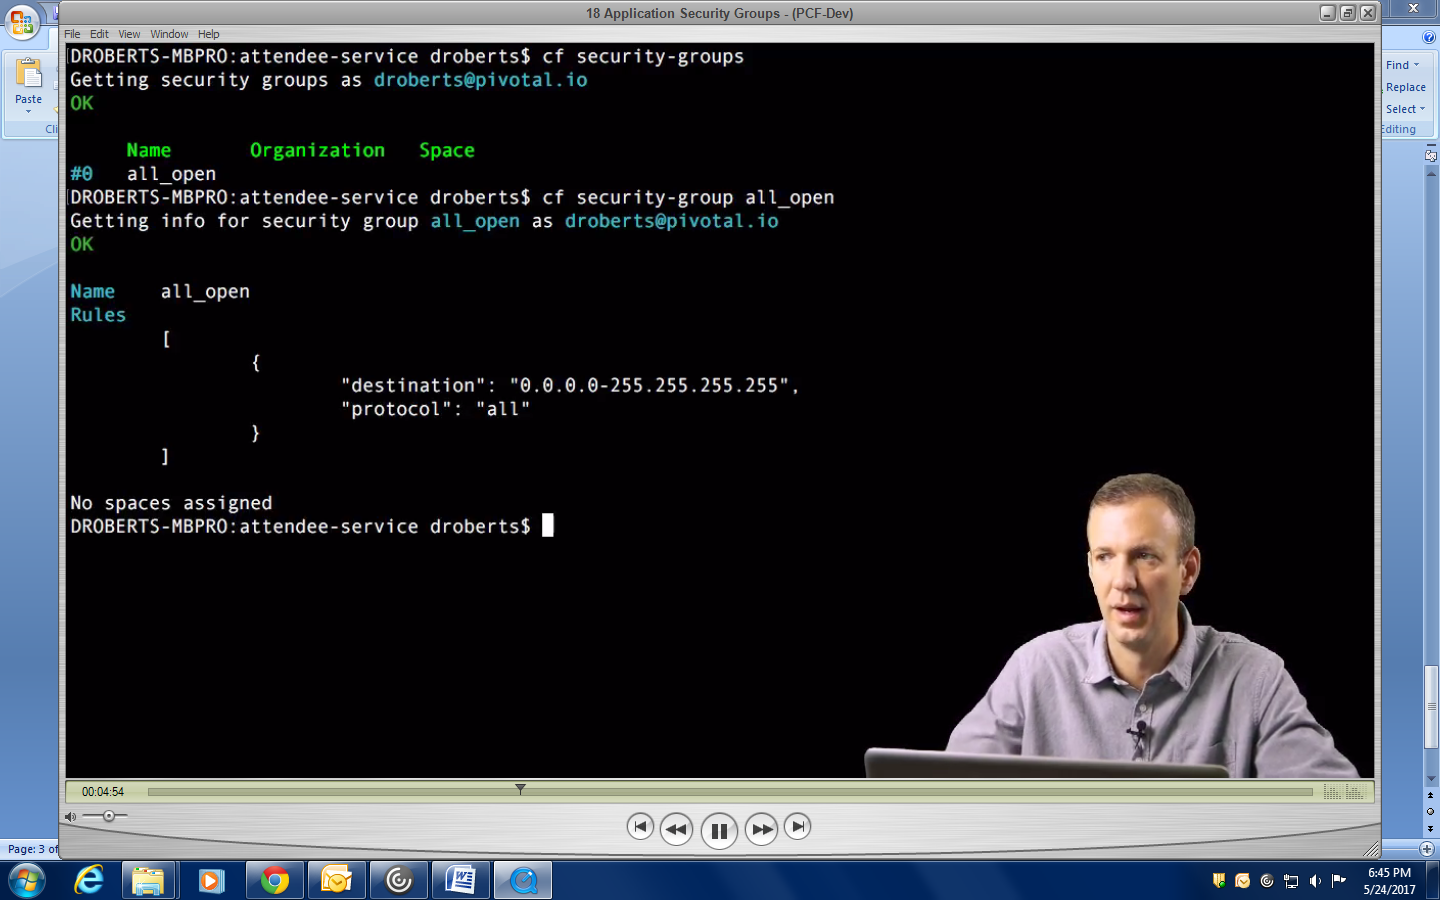 18 Application Security Groups - (PCF-Dev)
File Edit View Window Help
DROBERTS-MBPRO:attendee-service droberts$ cf security-groups
Getting security groups as droberts@pivotal.io
OK
Name Organization Space
#0 all_open
DROBERTS-MBPRO:attendee-service droberts$ cf security-group all_open
Getting info for security group all_open as droberts@pivotal.io
OK
Name all_open
Rules
[
{
"destination": "0.0.0.0-255.255.255.255",
"protocol": "all"
}
]
No spaces assigned
DROBERTS-MBPRO:attendee-service droberts$
Paste
Find
Replace
Select
Editing
00:04:54
Page: 3 of
6:45 PM
5/24/2017